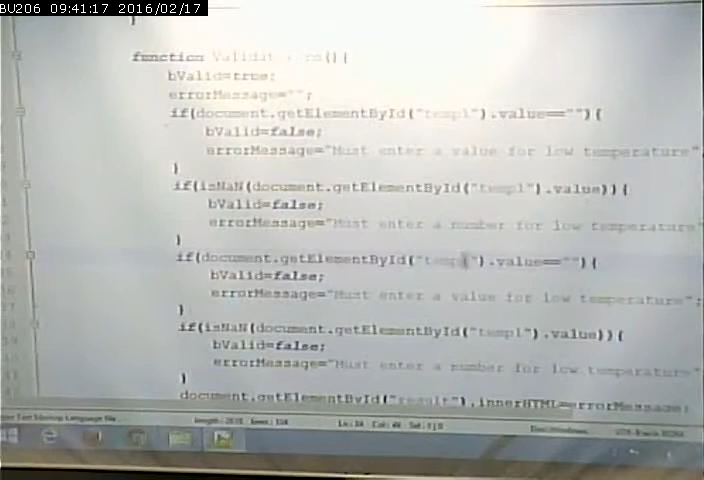 BU206 09:41:17 2016/02/17
}
function
bValid=true;
errorMessage="";
if(document.getElementById("temp1").value==""){
bValid=false;
errorMessage="Must enter a value for low temperature"
}
if(isNaN(document.getElementById("temp1").value)){
bValid=false;
errorMessage="Must enter a number for low temperature"
}
if(document.getElementById("temp").value==""){
bValid=false;
errorMessage="Must enter a value for low temperature";
}
if(isNaN(document.getElementById("temp1").value)){
bValid=false;
errorMessage="Must enter a number for low temperature"
}
document.getElementById("result").innerHTML=errorMessage;